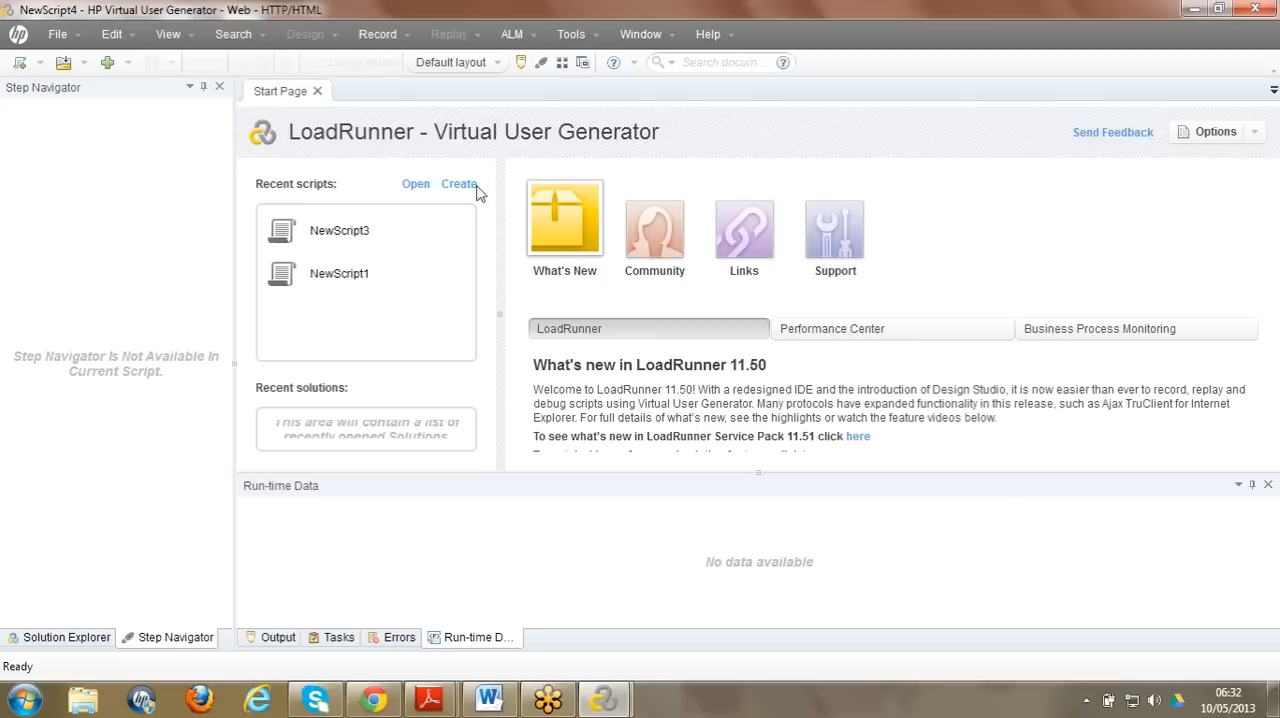 NewScript4 - HP Virtual User Generator - Web - HTTP/HTML
hp File Edit View Search Design Record Replay ALM Tools Window Help
Default layout Search docum...
Step Navigator
Start Page
LoadRunner - Virtual User Generator
Send Feedback Options
Recent scripts: Open Create
NewScript3
NewScript1
What's New Community Links Support
Step Navigator Is Not Available In
Current Script.
LoadRunner Performance Center Business Process Monitoring
What's new in LoadRunner 11.50
Recent solutions:
Welcome to LoadRunner 11.50! With a redesigned IDE and the introduction of Design Studio, it is now easier than ever to record, replay and
debug scripts using Virtual User Generator. Many protocols have expanded functionality in this release, such as Ajax TruClient for Internet
Explorer. For full details of what's new, see the highlights or watch the feature videos below.
This area will contain a list of
recently opened Solutions
To see what's new in LoadRunner Service Pack 11.51 click here
Run-time Data
No data available
Solution Explorer Step Navigator Output Tasks Errors Run-time D...
Ready
06:32
10/05/2013